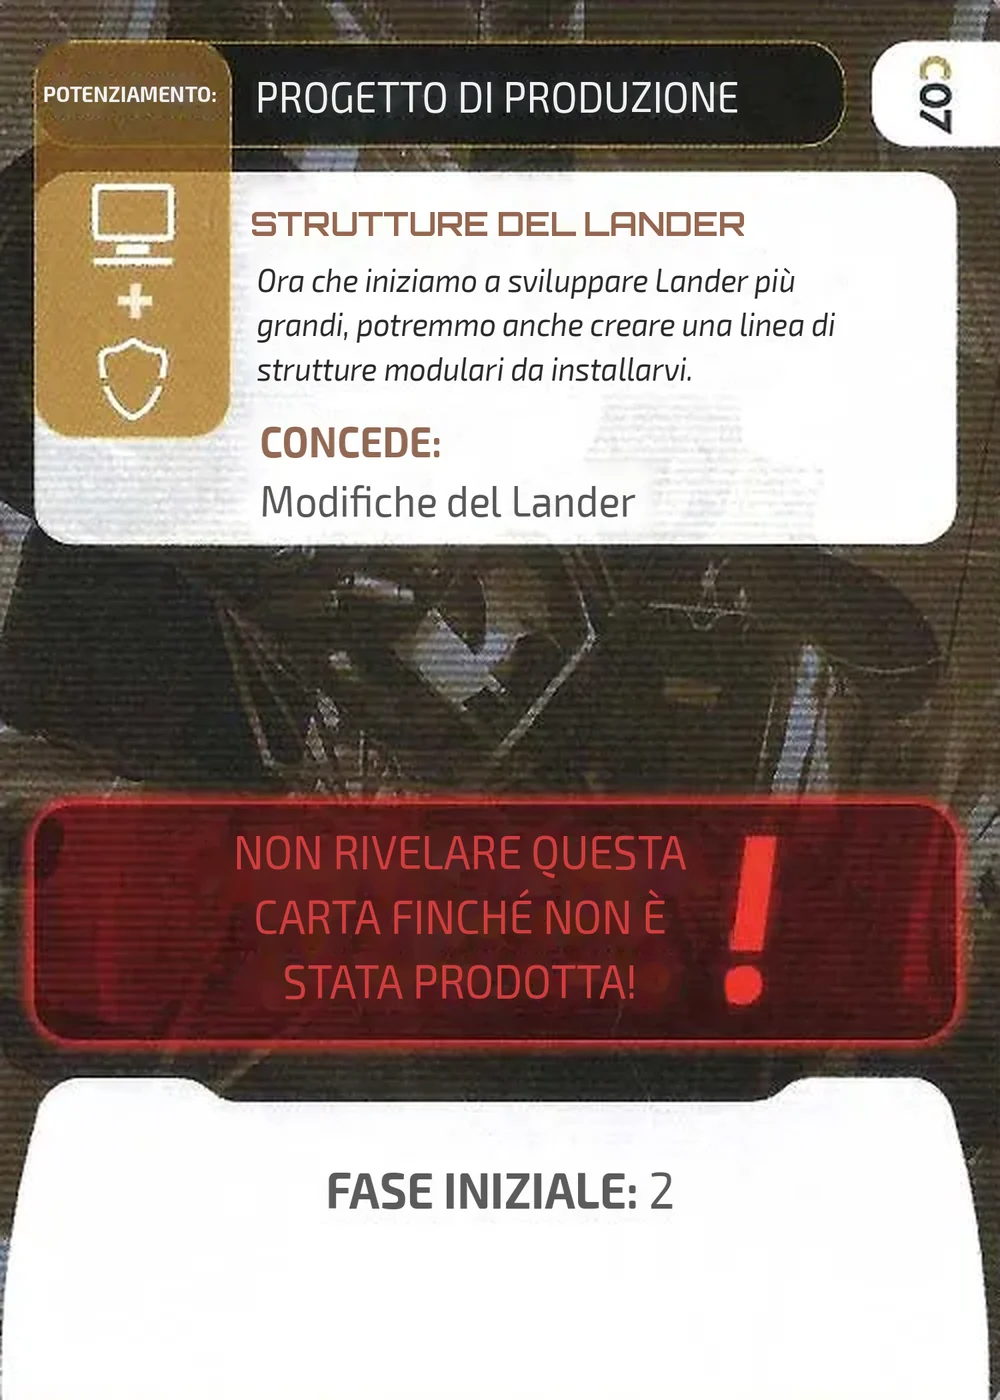 POTENZIAMENTO:
PROGETTO DI PRODUZIONE
C07
STRUTTURE DEL LANDER
Ora che iniziamo a sviluppare Lander più
grandi, potremmo anche creare una linea di
strutture modulari da installarvi.
CONCEDE:
Modifiche del Lander
NON RIVELARE QUESTA
CARTA FINCHÉ NON È
STATA PRODOTTA!
FASE INIZIALE: 2